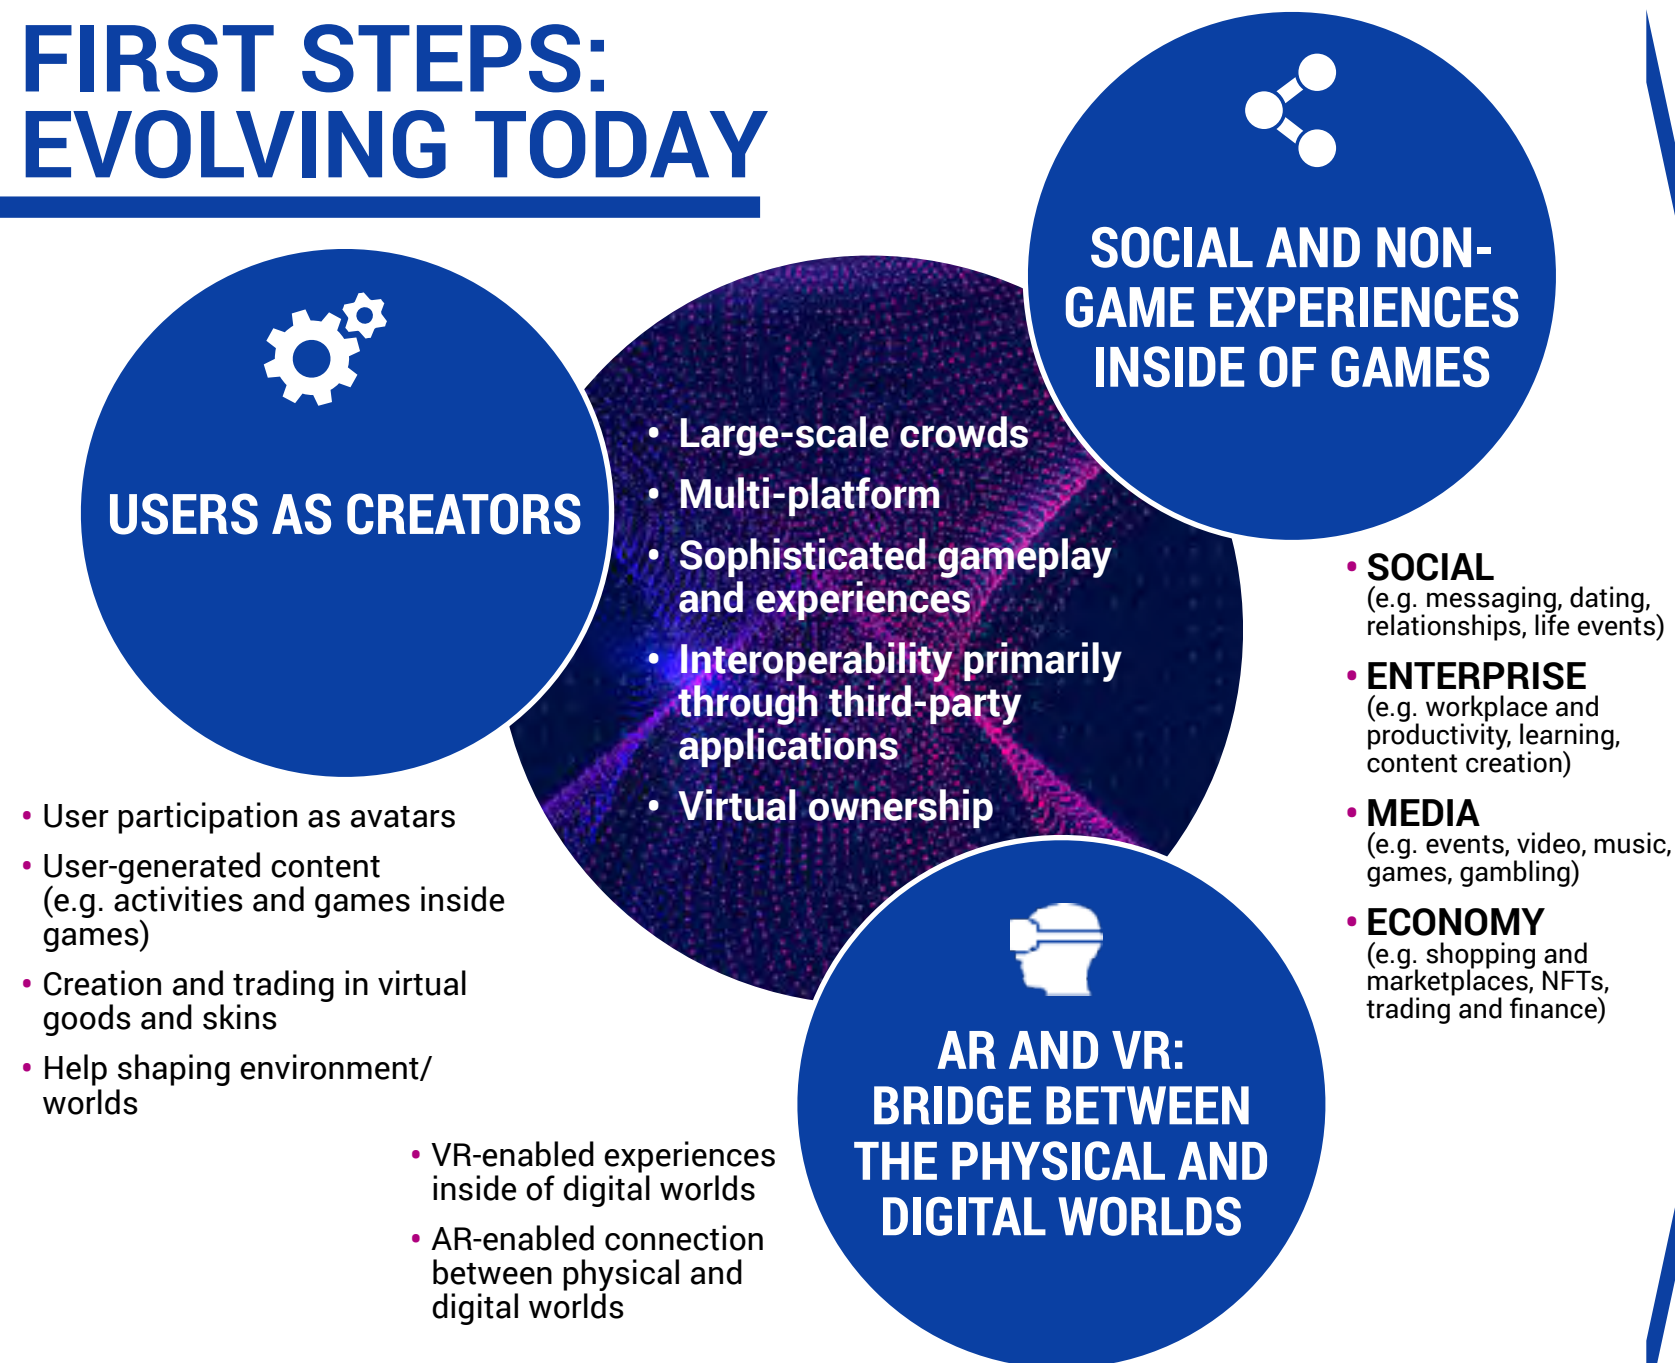 FIRST STEPS:
EVOLVING TODAY
USERS AS CREATORS
• User participation as avatars
• User-generated content
(e.g. activities and games inside
games)
• Creation and trading in virtual
goods and skins
• Help shaping environment/
worlds
• Large-scale crowds
• Multi-platform
• Sophisticated gameplay
and experiences
• Interoperability primarily
through third-party
applications
• Virtual ownership
SOCIAL AND NON-
GAME EXPERIENCES
INSIDE OF GAMES
• SOCIAL
(e.g. messaging, dating,
relationships, life events)
• ENTERPRISE
(e.g. workplace and
productivity, learning,
content creation)
• MEDIA
(e.g. events, video, music,
games, gambling)
• ECONOMY
(e.g. shopping and
marketplaces, NFTs,
trading and finance)
AR AND VR:
BRIDGE BETWEEN
THE PHYSICAL AND
DIGITAL WORLDS
• VR-enabled experiences
inside of digital worlds
• AR-enabled connection
between physical and
digital worlds